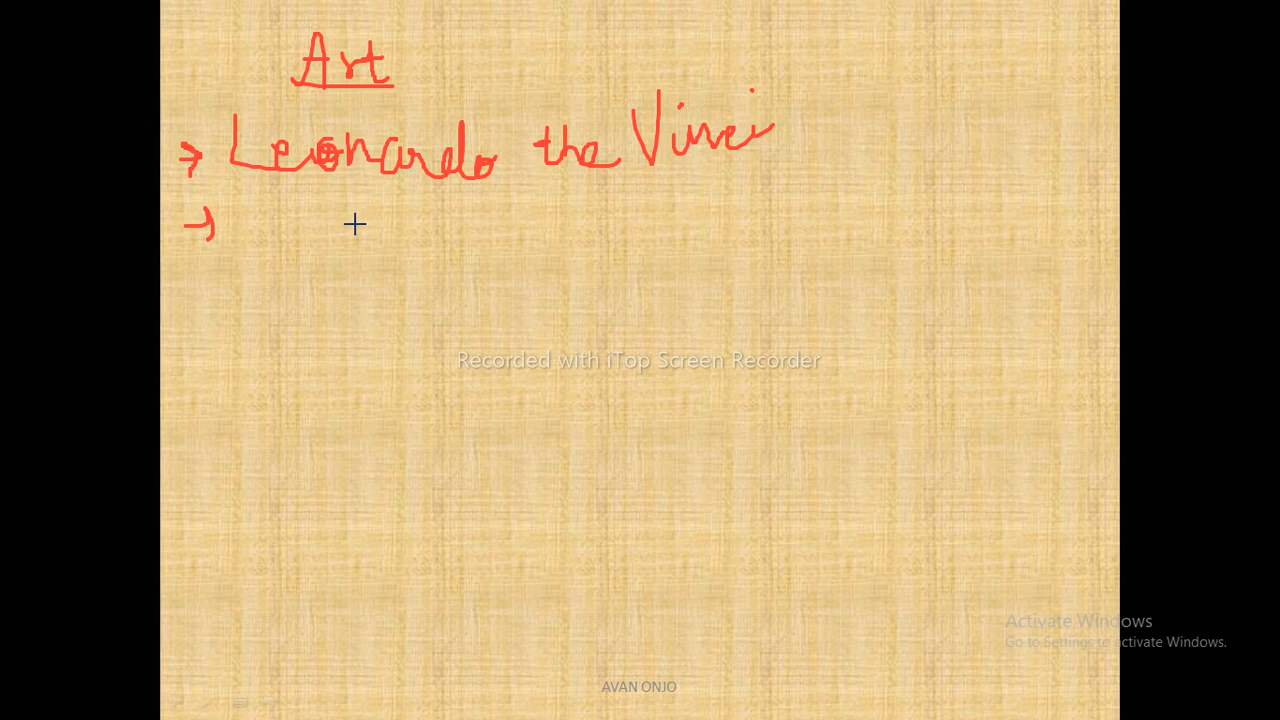 Art
→ Leonardo the Vinci
→
Recorded with iTop Screen Recorder
Activate Windows
Go to Settings to activate Windows.
AVAN ONJO